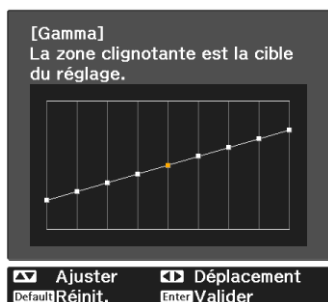 [Gamma]
La zone clignotante est la cible
du réglage.
Ajuster Déplacement
Default Réinit. Enter Valider